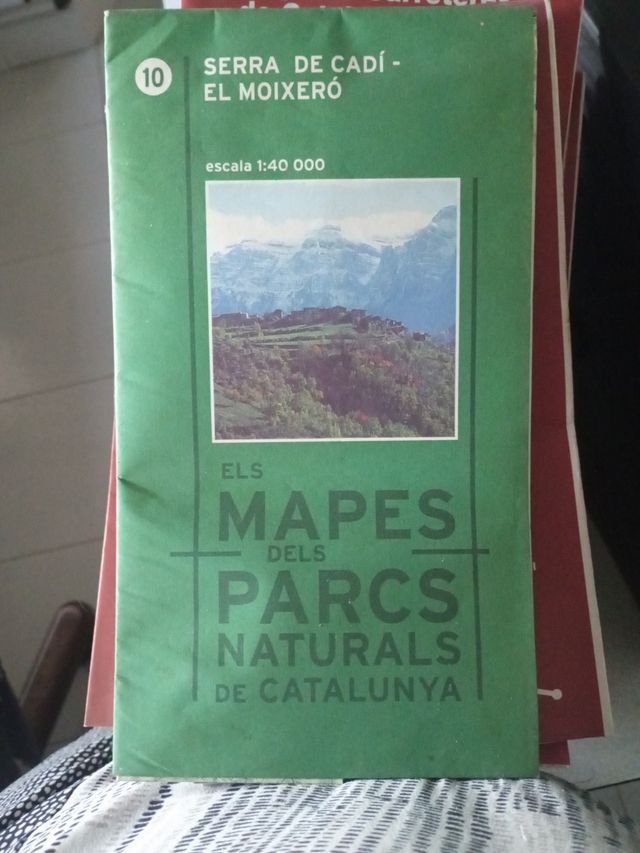 10
SERRA DE CADÍ -
EL MOIXERÓ
escala 1:40 000
ELS
MAPES
DELS
PARCS
NATURALS
DE CATALUNYA